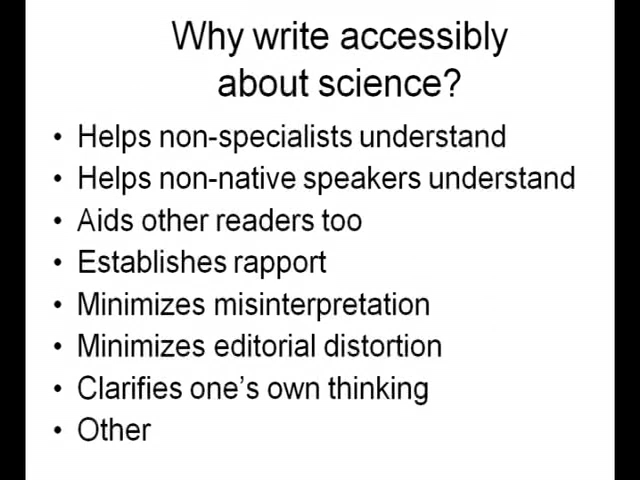 Why write accessibly
about science?
• Helps non-specialists understand
• Helps non-native speakers understand
• Aids other readers too
• Establishes rapport
• Minimizes misinterpretation
• Minimizes editorial distortion
• Clarifies one's own thinking
• Other